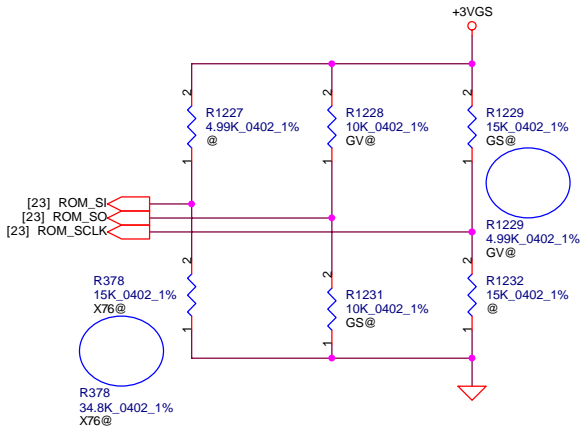 +3VGS
2
2
2
R1227
4.99K_0402_1%
@
R1228
10K_0402_1%
GV@
R1229
15K_0402_1%
GS@
1
1
1
[23] ROM_SI
[23] ROM_SO
[23] ROM_SCLK
R1229
4.99K_0402_1%
GV@
2
2
2
R378
15K_0402_1%
X76@
R1231
10K_0402_1%
GS@
R1232
15K_0402_1%
@
1
1
1
R378
34.8K_0402_1%
X76@